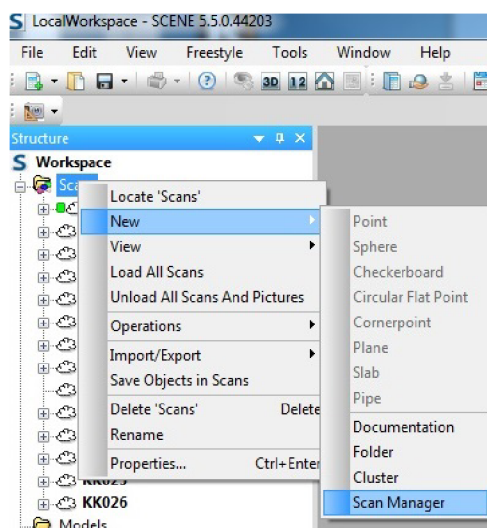 LocalWorkspace - SCENE 5.5.0.44203
File Edit View Freestyle Tools Window Help
3D 12
Structure
Workspace
Locate 'Scans'
New
View
Load All Scans
Unload All Scans And Pictures
Operations
Import/Export
Save Objects in Scans
Delete 'Scans' Delete
Rename
Properties... Ctrl+Enter
Point
Sphere
Checkerboard
Circular Flat Point
Cornerpoint
Plane
Slab
Pipe
Documentation
Folder
Cluster
Scan Manager
KK025
KK026
Models